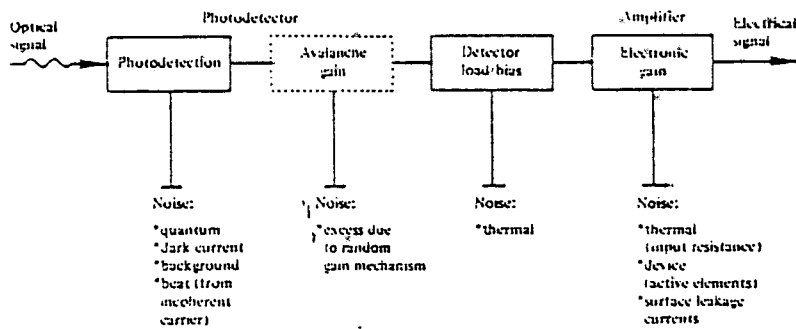 Optical
signal
Photodetector
Amplifier
Electrical
signal
Photodetection
Avalanche
gain
Detector
load/bias
Electronic
gain
Noise:
*quantum
*dark current
*background
*beat (from
incoherent
carrier)
Noise:
*excess due
to random
gain mechanism
Noise:
*thermal
Noise:
*thermal
(input resistance)
*device
(active elements)
*surface leakage
currents